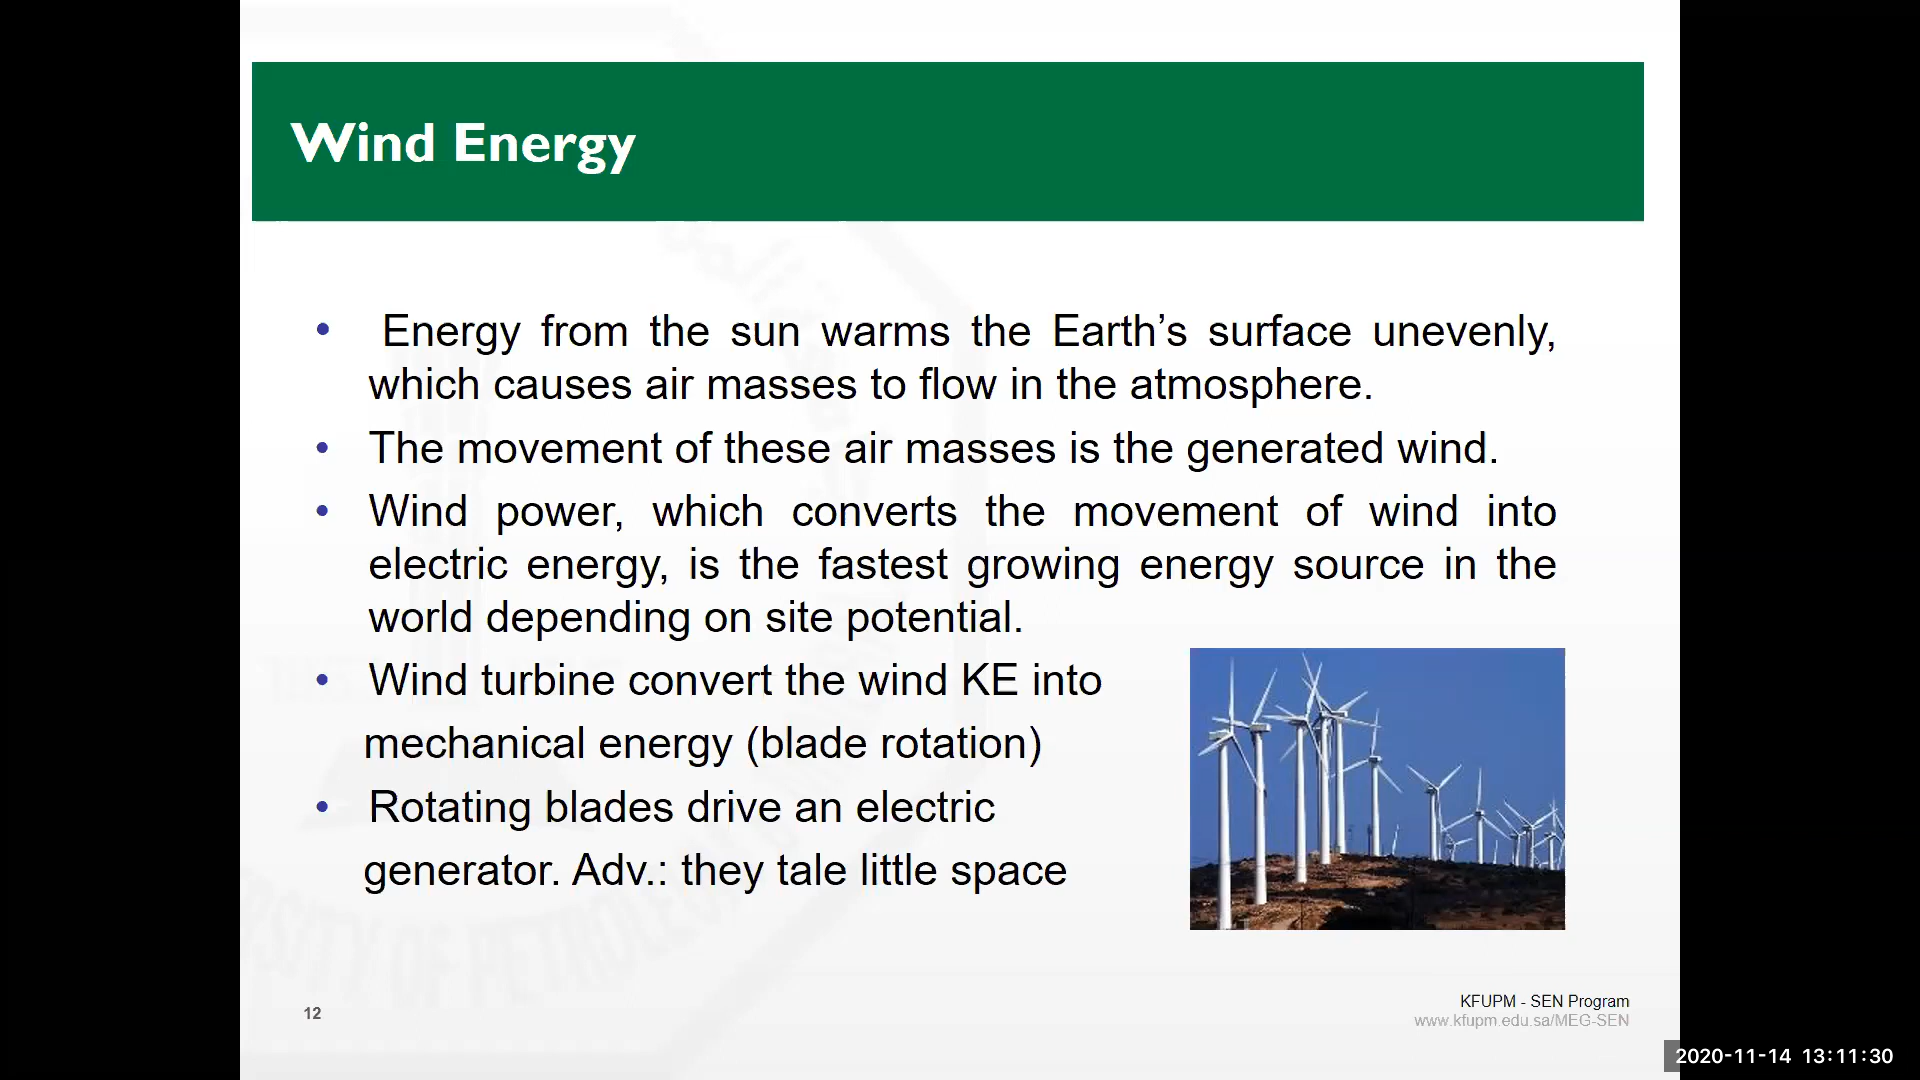 Wind Energy
• Energy from the sun warms the Earth’s surface unevenly,
which causes air masses to flow in the atmosphere.
• The movement of these air masses is the generated wind.
• Wind power, which converts the movement of wind into
electric energy, is the fastest growing energy source in the
world depending on site potential.
• Wind turbine convert the wind KE into
mechanical energy (blade rotation)
• Rotating blades drive an electric
generator. Adv.: they tale little space
12
KFUPM - SEN Program
www.kfupm.edu.sa/MEG-SEN
2020-11-14 13:11:30